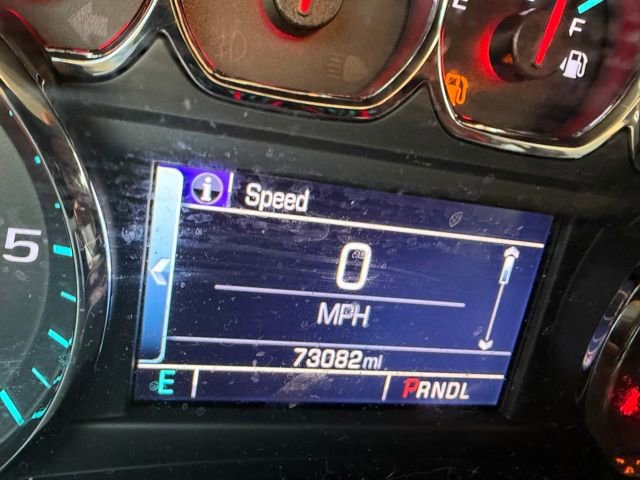 E
F
5
i Speed
0
MPH
73082mi
E PRNDL